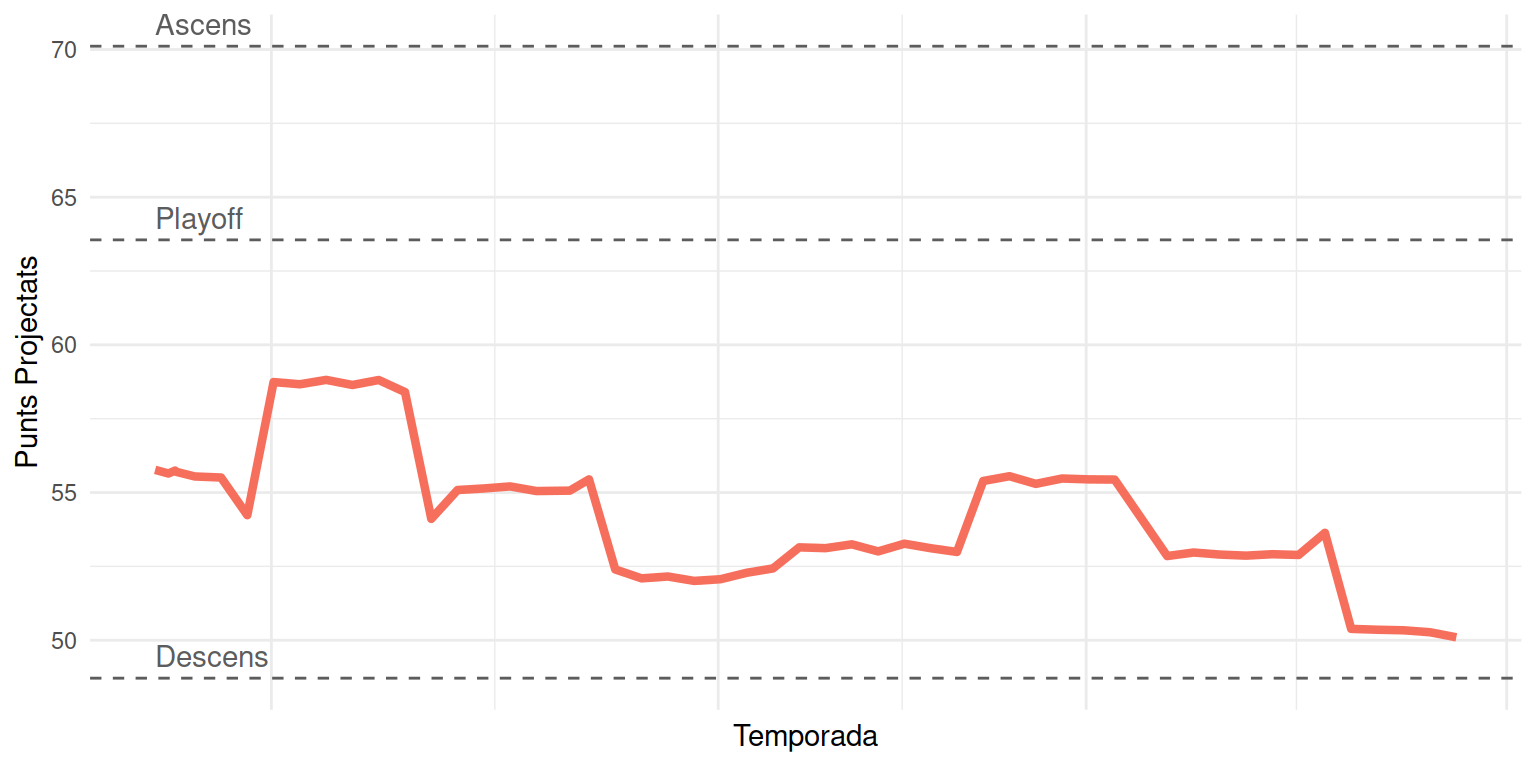 Ascens
70
65
Playoff
60
55
50
Descens
Punts Projectats
Temporada